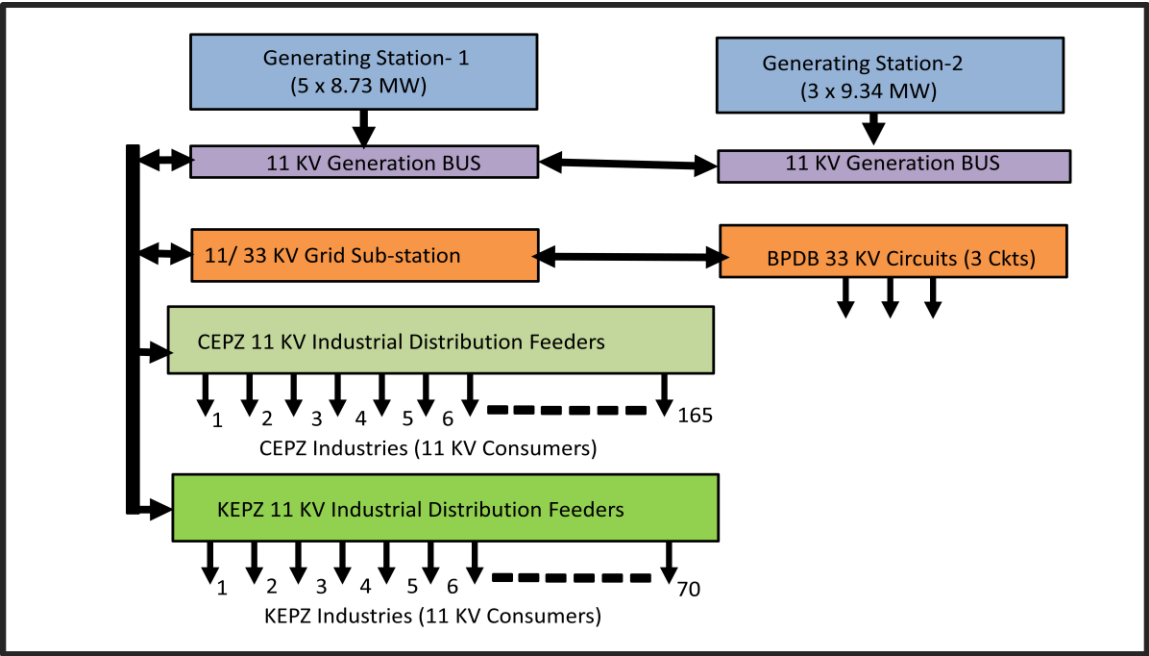 Generating Station- 1
(5 x 8.73 MW)
Generating Station-2
(3 x 9.34 MW)
11 KV Generation BUS
11 KV Generation BUS
11/ 33 KV Grid Sub-station
BPDB 33 KV Circuits (3 Ckts)
CEPZ 11 KV Industrial Distribution Feeders
1 2 3 4 5 6 165
CEPZ Industries (11 KV Consumers)
KEPZ 11 KV Industrial Distribution Feeders
1 2 3 4 5 6 70
KEPZ Industries (11 KV Consumers)